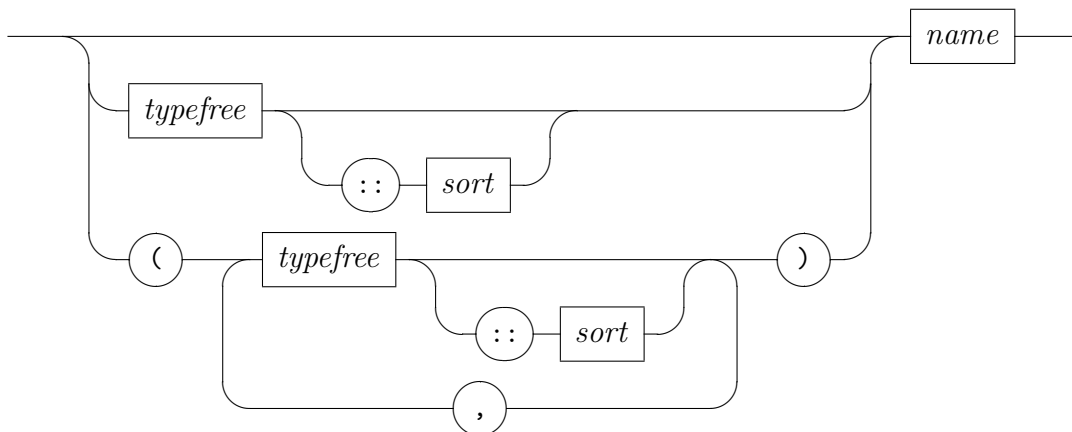 name
typefree
:: sort
( typefree )
:: sort
,